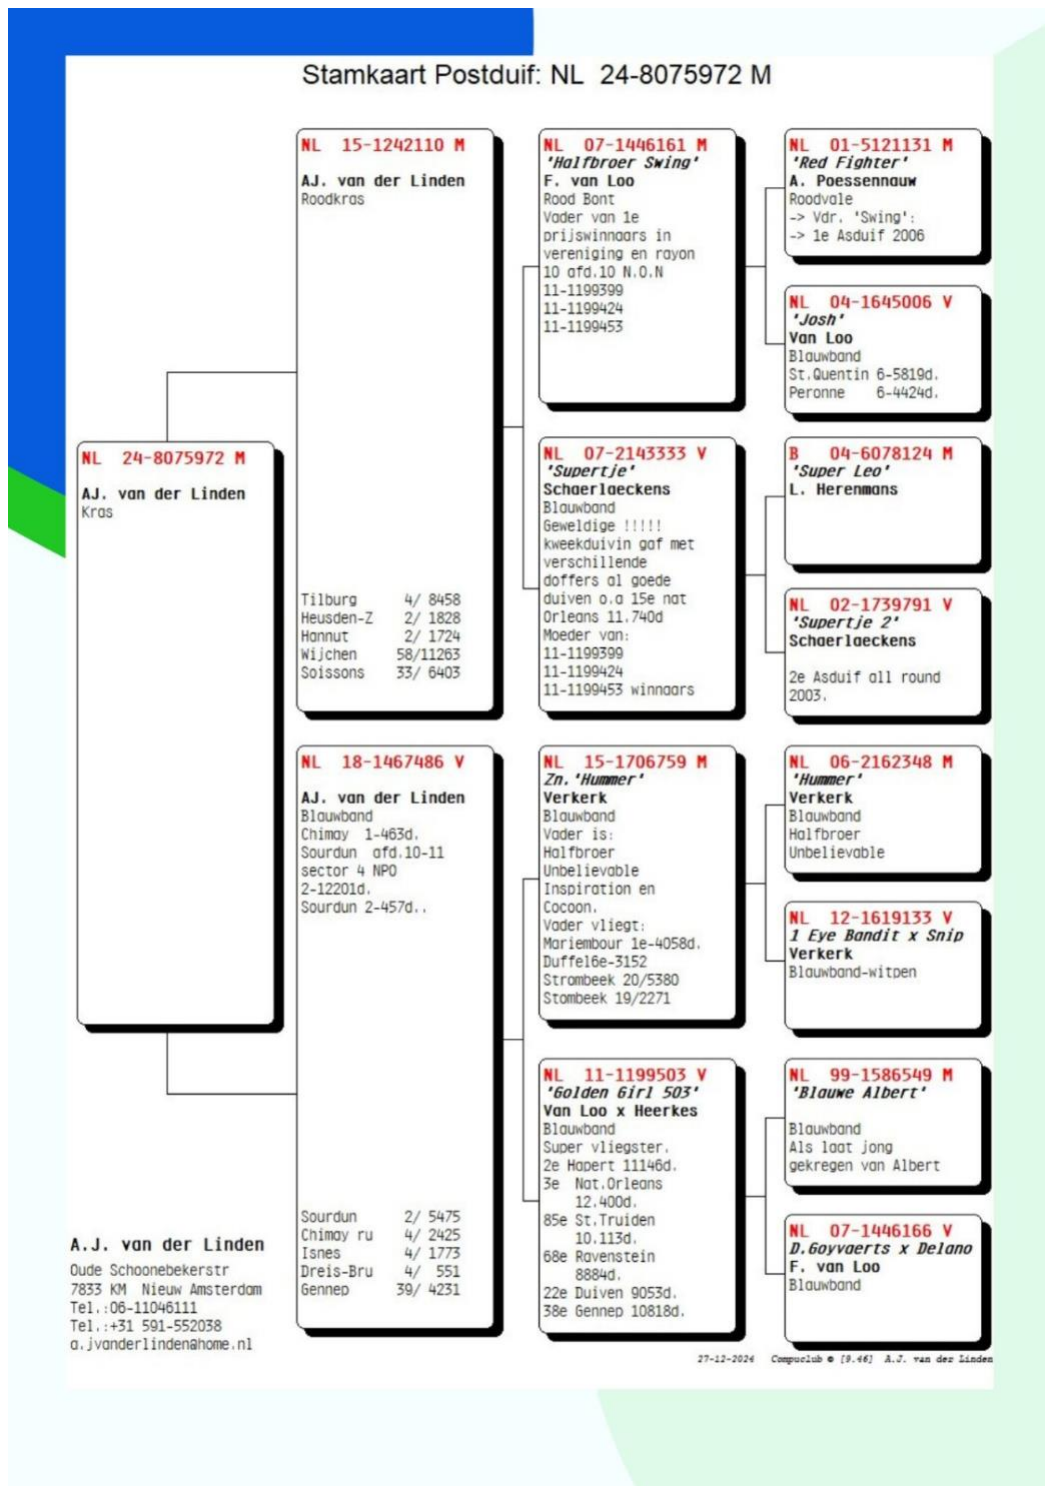 Stamkaart Postduif: NL 24-8075972 M
NL 24-8075972 M
AJ. van der Linden
Kras
NL 15-1242110 M
AJ. van der Linden
Roodkras
Tilburg 4/ 8458
Heusden-Z 2/ 1828
Hannut 2/ 1724
Wijchen 58/11263
Soissons 33/ 6403
NL 18-1467486 V
AJ. van der Linden
Blauwband
Chimay 1-463d.
Sourdun afd.10-11
sector 4 NPO
2-12201d.
Sourdun 2-457d..
Sourdun 2/ 5475
Chimay ru 4/ 2425
Isnes 4/ 1773
Dreis-Bru 4/ 551
Gennep 39/ 4231
NL 07-1446161 M
'Halfbroer Swing'
F. van Loo
Rood Bont
Vader van 1e
prijswinnaars in
vereniging en rayon
10 afd.10 N.O.N
11-1199399
11-1199424
11-1199453
NL 07-2143333 V
'Supertje'
Schaerlaeckens
Blauwband
Geweldige !!!!!
kweekduivin gaf met
verschillende
doffers al goede
duiven o.a 15e nat
Orleans 11.740d
Moeder van:
11-1199399
11-1199424
11-1199453 winnaars
NL 15-1706759 M
Zn.'Hummer'
Verkerk
Blauwband
Vader is:
Halfbroer
Unbelievable
Inspiration en
Cocoon.
Vader vliegt:
Mariembour 1e-4058d.
Duffel6e-3152
Strombeek 20/5380
Stombeek 19/2271
NL 11-1199503 V
'Golden Girl 503'
Van Loo x Heerkes
Blauwband
Super vliegster.
2e Hapert 11146d.
3e Nat.Orleans
12.400d.
85e St.Truiden
10.113d.
68e Ravenstein
8884d.
22e Duiven 9053d.
38e Gennep 10818d.
NL 01-5121131 M
'Red Fighter'
A. Poessennauw
Roodvale
-> Vdr. 'Swing':
-> 1e Asduif 2006
NL 04-1645006 V
'Josh'
Van Loo
Blauwband
St.Quentin 6-5819d.
Peronne 6-4424d.
B 04-6078124 M
'Super Leo'
L. Herenmans
NL 02-1739791 V
'Supertje 2'
Schaerlaeckens
2e Asduif all round
2003.
NL 06-2162348 M
'Hummer'
Verkerk
Blauwband
Halfbroer
Unbelievable
NL 12-1619133 V
1 Eye Bandit x Snip
Verkerk
Blauwband-witpen
NL 99-1586549 M
'Blauwe Albert'
Blauwband
Als laat jong
gekregen van Albert
NL 07-1446166 V
D.Goyvaerts x Delano
F. van Loo
Blauwband
A.J. van der Linden
Oude Schoonebekerstr
7833 KM Nieuw Amsterdam
Tel.:06-11046111
Tel.:+31 591-552038
a.jvanderlinden@home.nl
27-12-2024 Compuclub © [9.46] A.J. van der Linden